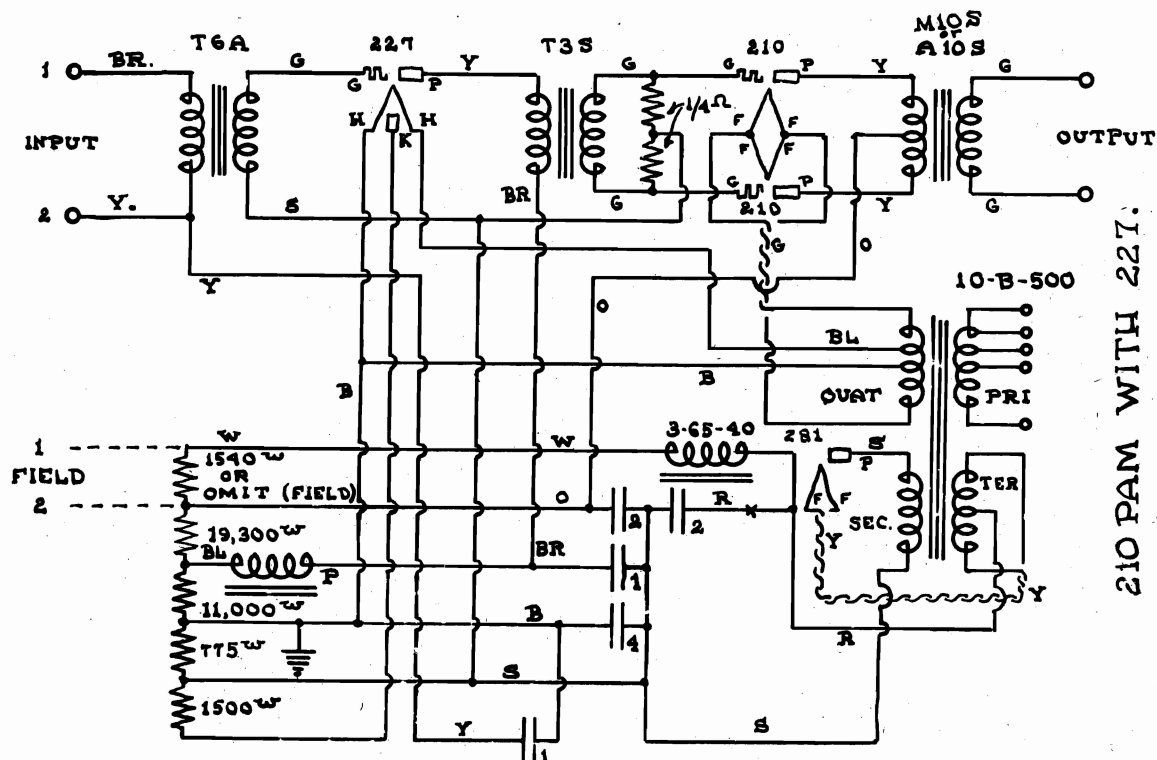 T6A 227 T3S 210 M10S
or
A10S
1 BR. G G P Y G G P Y G
H K H 1/4 Ω F F F F
INPUT OUTPUT
2 Y. S BR G G P Y G
210
Y G O
O 10-B-500
BL
B B QUAT PRI
1 W W 3-65-40 281 S
P
FIELD 1540 ω
OR
OMIT (FIELD) TER
2 O 2 2 R F F SEC.
19,300 ω Y
BL P BR 1 Y
11,000 ω B 4 R
775 ω
S
1500 ω Y 1 S
210 PAM WITH 227.